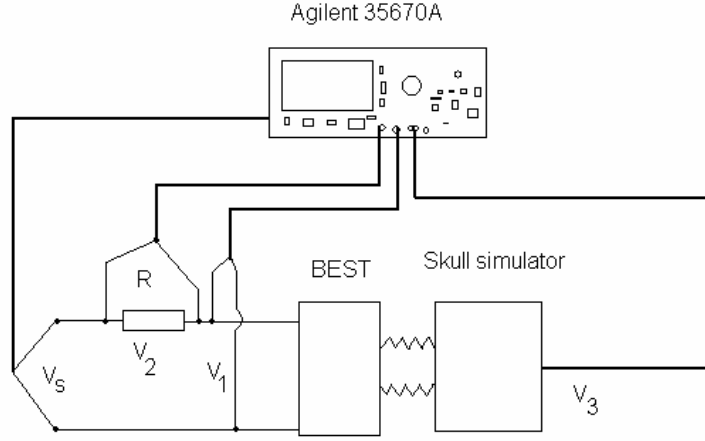 Agilent 35670A
BEST
Skull simulator
R
V2
V1
Vs
V3